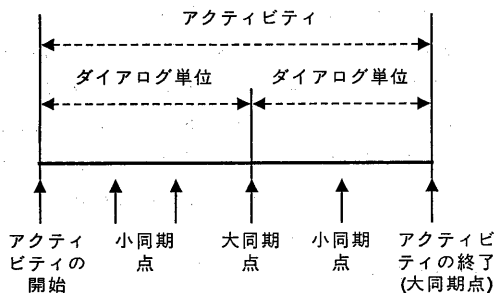 アクティビティ
ダイアログ単位
ダイアログ単位
アクティ
ビティの
開始
小同期
点
大同期
点
小同期
点
アクティビ
ティの終了
(大同期点)